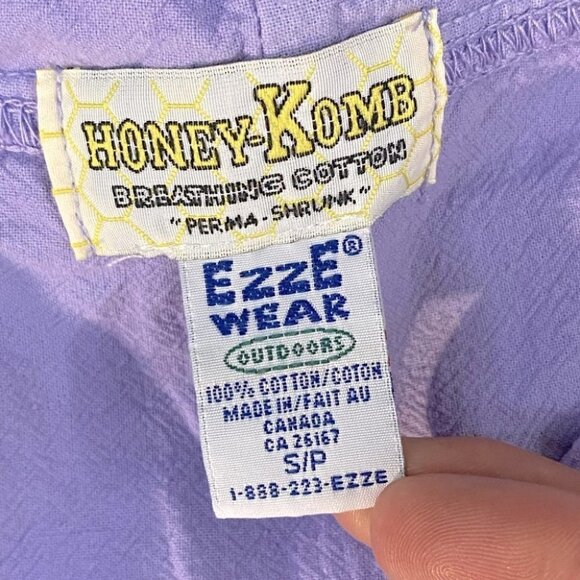 HONEY-KOMB
BREATHING COTTON
"PERMA-SHRUNK"
EZZE®
WEAR
OUTDOORS
100% COTTON/COTON
MADE IN/FAIT AU
CANADA
CA 26167
S/P
1-888-223-EZZE